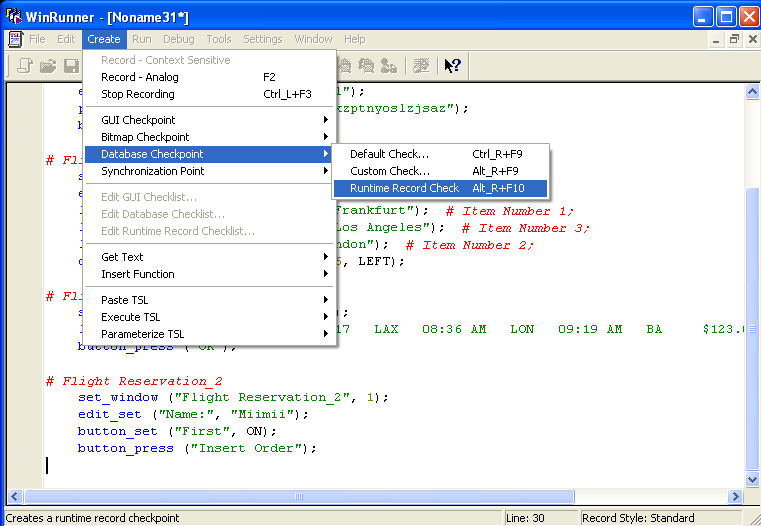 WinRunner - [Noname31*]
File Edit Create Run Debug Tools Settings Window Help
Record - Context Sensitive
Record - Analog F2
Stop Recording Ctrl_L+F3
GUI Checkpoint
Bitmap Checkpoint
Database Checkpoint
Synchronization Point
Edit GUI Checklist...
Edit Database Checklist...
Edit Runtime Record Checklist...
Get Text
Insert Function
Paste TSL
Execute TSL
Parameterize TSL
Default Check... Ctrl_R+F9
Custom Check... Alt_R+F9
Runtime Record Check Alt_R+F10
e 1");
p xzptnyoslzjsaz");
b
# Fl
s
e
l Frankfurt"); # Item Number 1;
l Los Angeles"); # Item Number 3;
l ndon"); # Item Number 2;
o 6, LEFT);
# Fl
s );
l 17 LAX 08:36 AM LON 09:19 AM BA $123.
button_press ("OK");
# Flight Reservation_2
set_window ("Flight Reservation_2", 1);
edit_set ("Name:", "Miimii");
button_set ("First", ON);
button_press ("Insert Order");
Creates a runtime record checkpoint Line: 30 Record Style: Standard